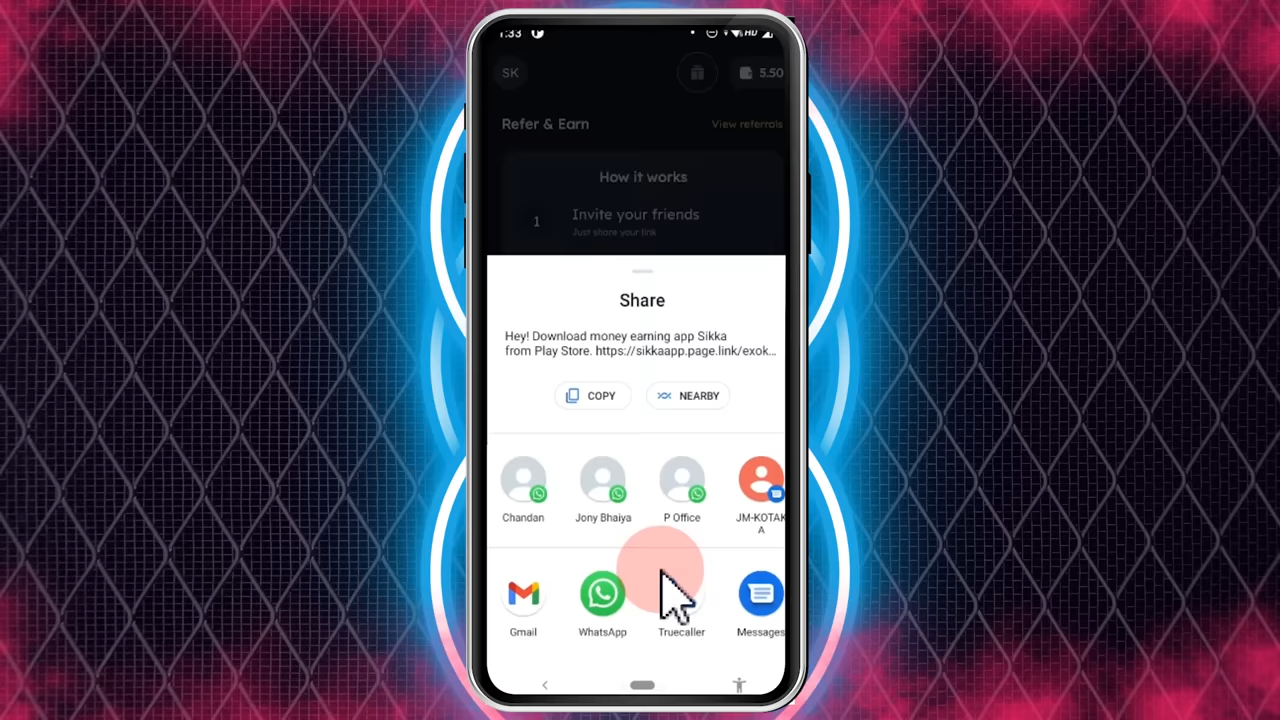 1:33
HD
SK
5.50
Refer & Earn
View referrals
How it works
1
Invite your friends
Just share your link
Share
Hey! Download money earning app Sikka
from Play Store. https://sikkaapp.page.link/exok...
COPY
NEARBY
Chandan
Jony Bhaiya
P Office
JM-KOTAK
A
Gmail
WhatsApp
Truecaller
Messages